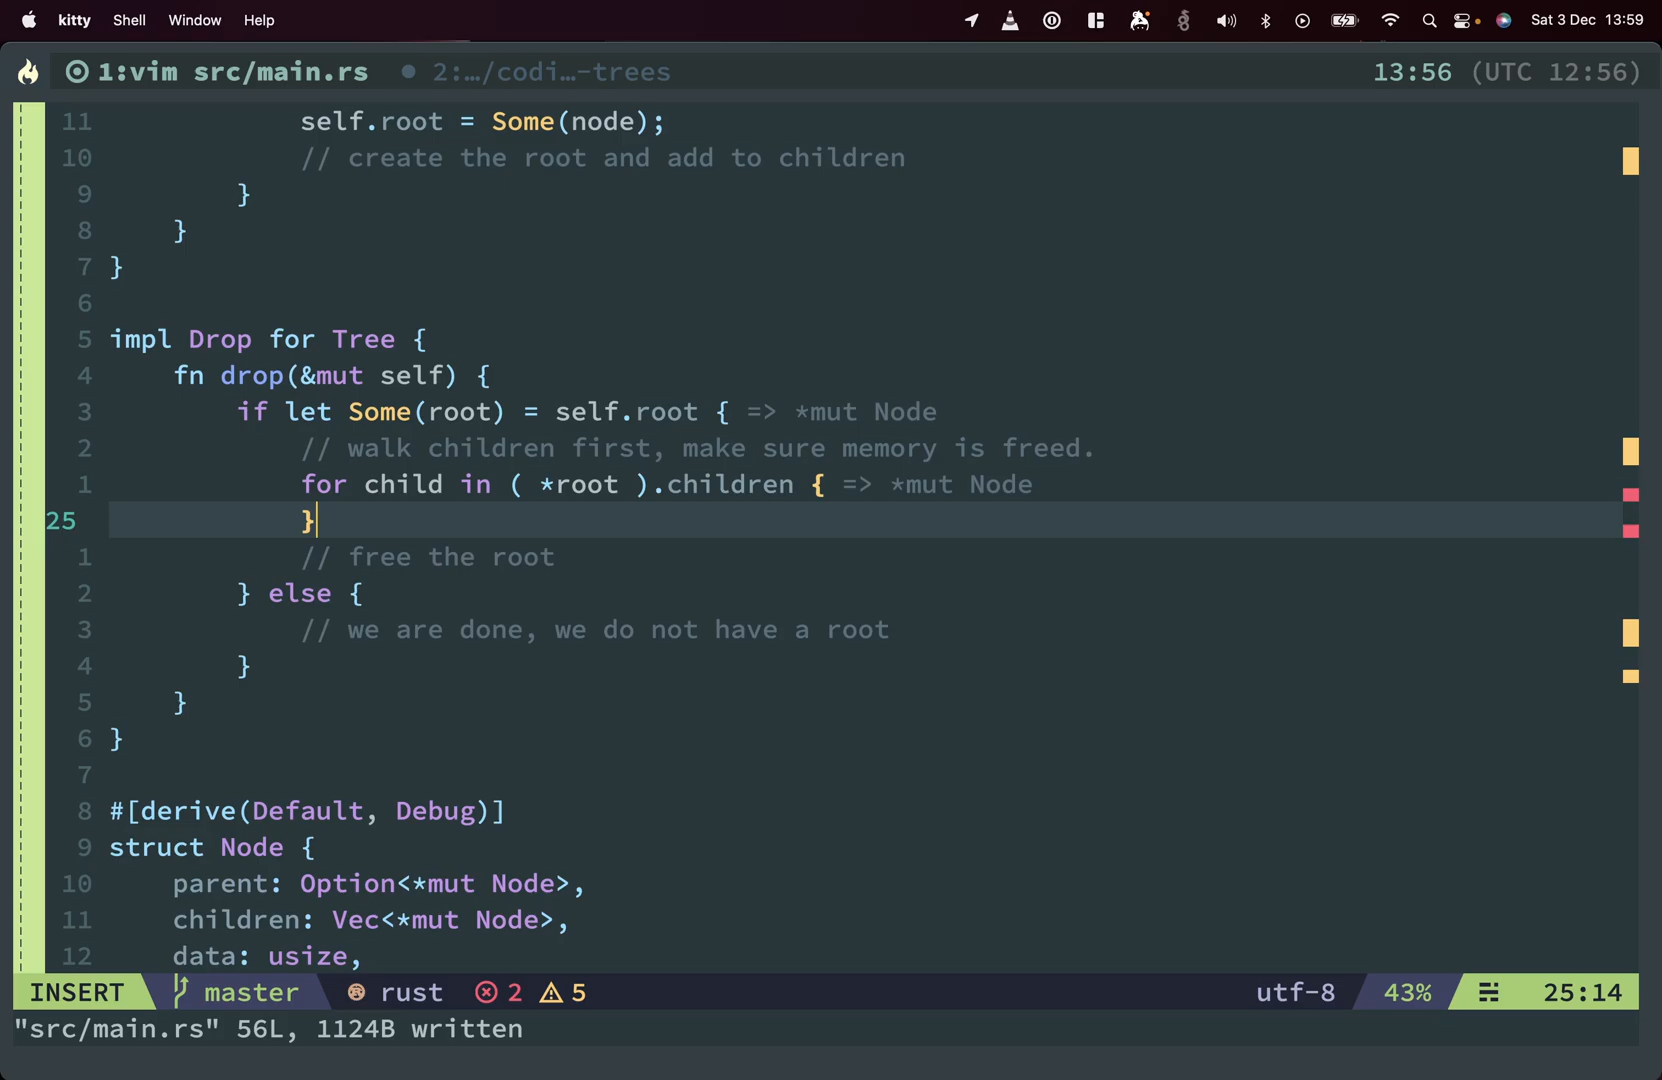 kitty Shell Window Help Sat 3 Dec 13:59
1:vim src/main.rs 2:…/codi…-trees 13:56 (UTC 12:56)
11 self.root = Some(node);
10 // create the root and add to children
9 }
8 }
7 }
6
5 impl Drop for Tree {
4 fn drop(&mut self) {
3 if let Some(root) = self.root { => *mut Node
2 // walk children first, make sure memory is freed.
1 for child in ( *root ).children { => *mut Node
25 }
1 // free the root
2 } else {
3 // we are done, we do not have a root
4 }
5 }
6 }
7
8 #[derive(Default, Debug)]
9 struct Node {
10 parent: Option<*mut Node>,
11 children: Vec<*mut Node>,
12 data: usize,
INSERT master rust 2 5 utf-8 43% 25:14
"src/main.rs" 56L, 1124B written